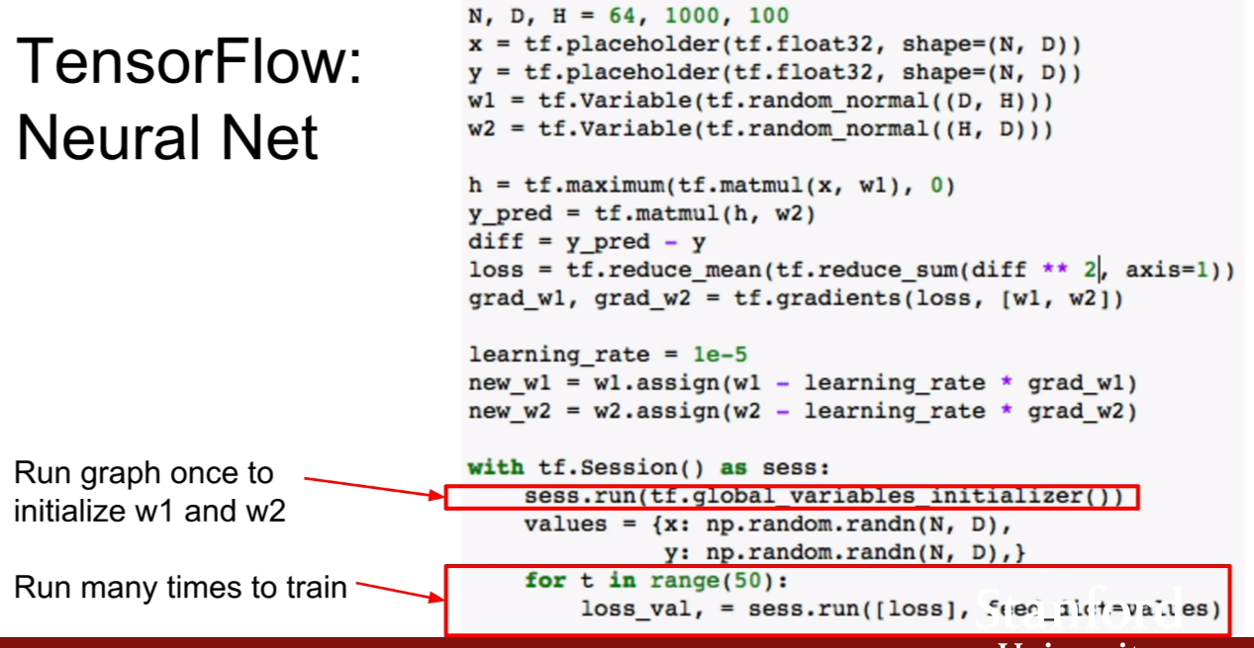 TensorFlow:
Neural Net
N, D, H = 64, 1000, 100
x = tf.placeholder(tf.float32, shape=(N, D))
y = tf.placeholder(tf.float32, shape=(N, D))
w1 = tf.Variable(tf.random_normal((D, H)))
w2 = tf.Variable(tf.random_normal((H, D)))
h = tf.maximum(tf.matmul(x, w1), 0)
y_pred = tf.matmul(h, w2)
diff = y_pred - y
loss = tf.reduce_mean(tf.reduce_sum(diff ** 2, axis=1))
grad_w1, grad_w2 = tf.gradients(loss, [w1, w2])
learning_rate = 1e-5
new_w1 = w1.assign(w1 - learning_rate * grad_w1)
new_w2 = w2.assign(w2 - learning_rate * grad_w2)
with tf.Session() as sess:
sess.run(tf.global_variables_initializer())
values = {x: np.random.randn(N, D),
y: np.random.randn(N, D),}
for t in range(50):
loss_val, = sess.run([loss], feed_dict=values)
Run graph once to
initialize w1 and w2
Run many times to train
Stanford